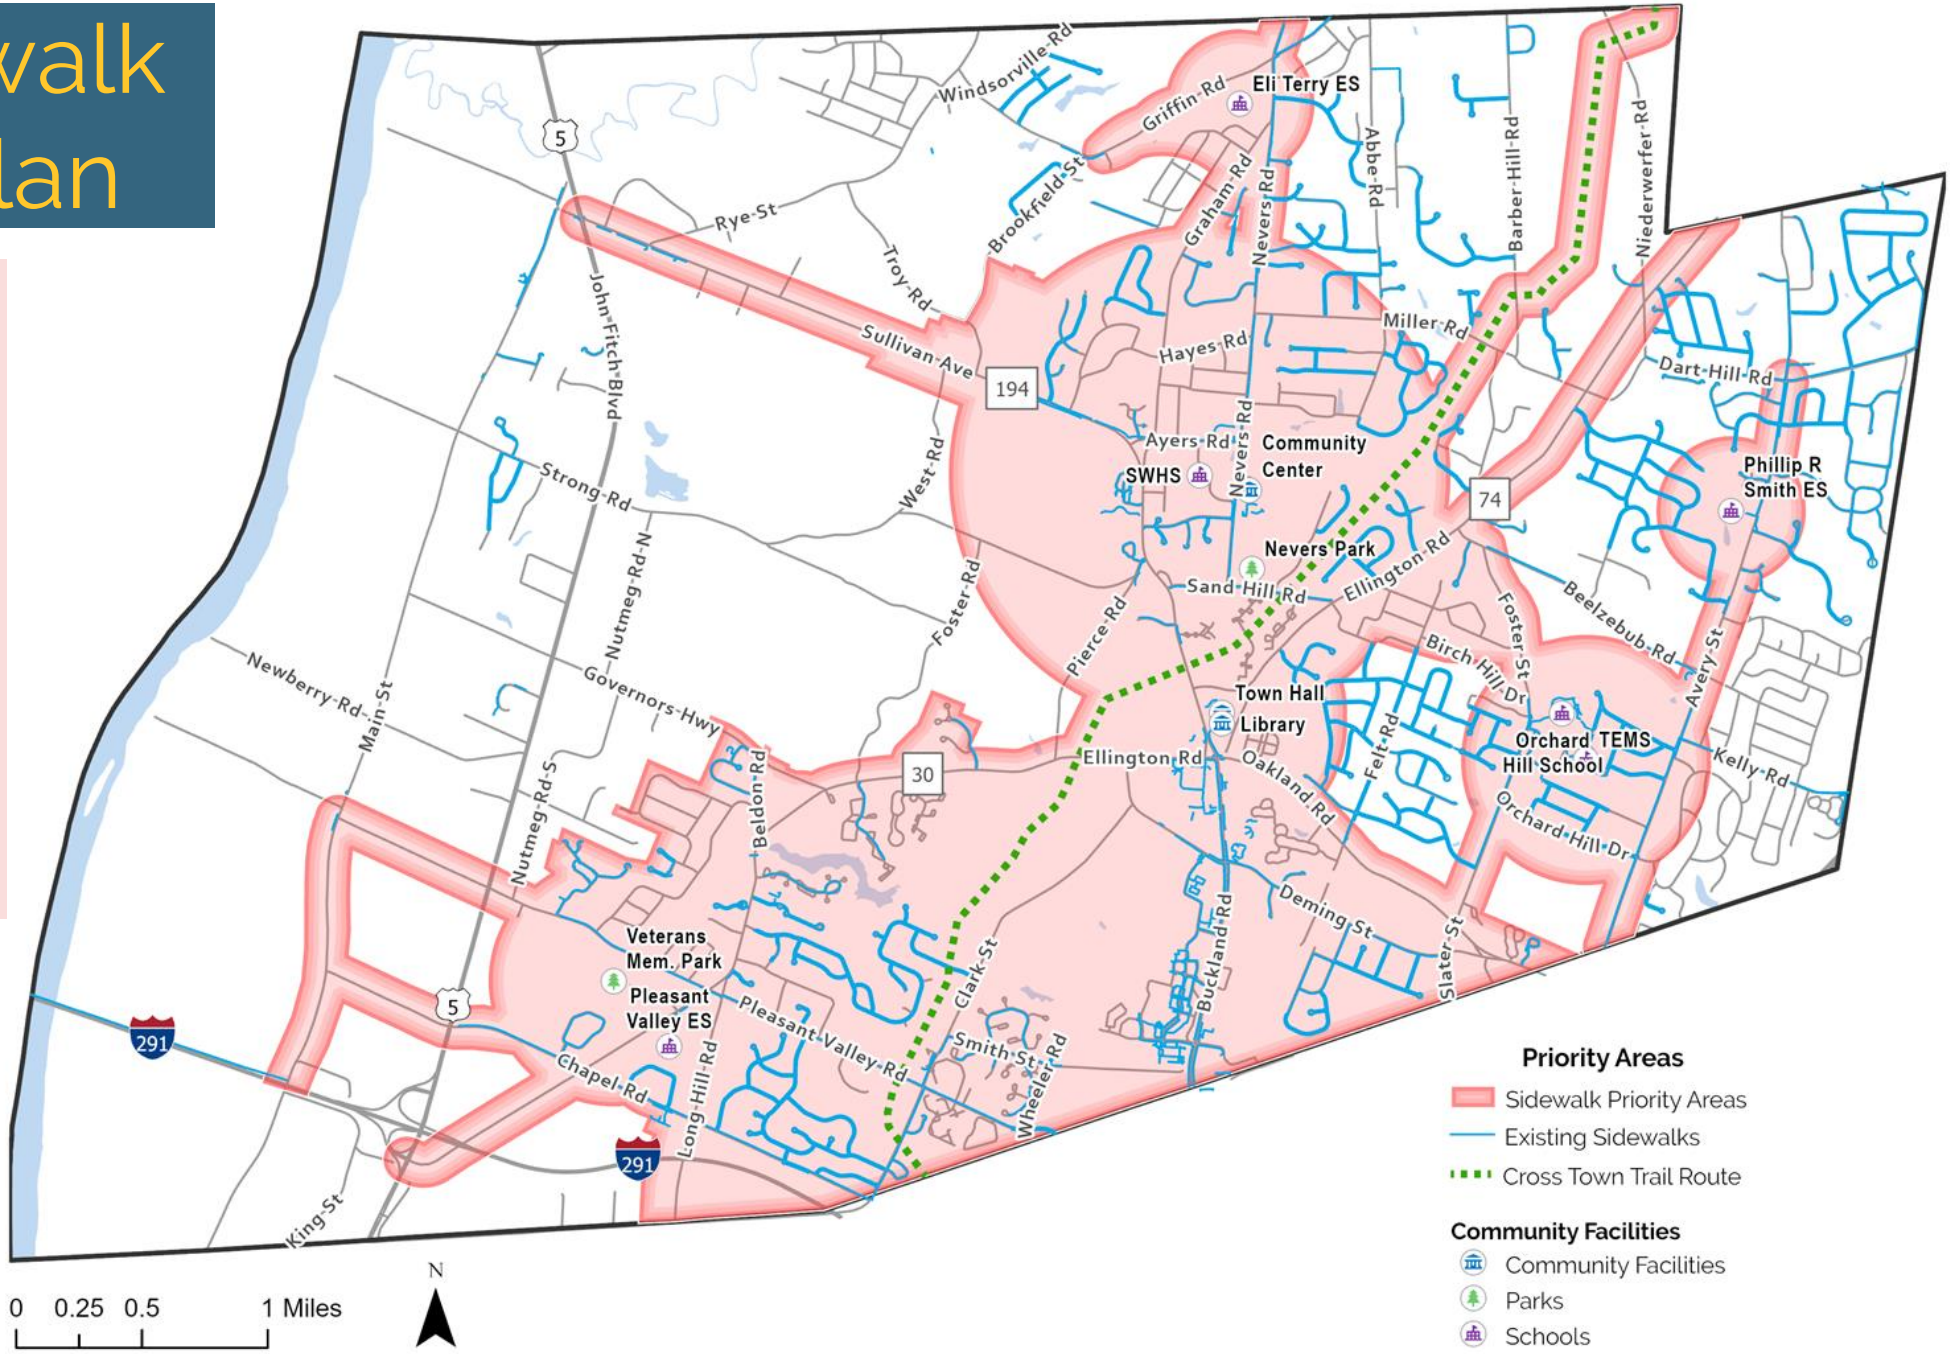 walk
lan
Windsorville-Rd
Griffin-Rd
Eli Terry ES
5
Abbe-Rd
Barber-Hill-Rd
Niederwerfer-Rd
Graham-Rd
Nevers-Rd
Brookfield-St
Rye-St
Troy-Rd
John-Fitch-Blvd
Sullivan-Ave
194
Hayes-Rd
Miller-Rd
Dart-Hill-Rd
Ayers-Rd
Nevers-Rd
Community
Center
SWHS
West-Rd
Strong-Rd
74
Phillip R
Smith ES
Nutmeg-Rd-N
Foster-Rd
Nevers Park
Sand-Hill-Rd
Ellington-Rd
Pierce-Rd
Foster-St
Beelzebub-Rd
Birch-Hill-Dr
Avery-St
Newberry-Rd
Main-St
Governors-Hwy
Town Hall
Library
Felt-Rd
Orchard
Hill School
TEMS
Kelly-Rd
Orchard-Hill-Dr
30
Ellington-Rd
Oakland-Rd
Beldon-Rd
Nutmeg-Rd-S
Deming-St
Buckland-Rd
Slater-St
Veterans
Mem. Park
Pleasant
Valley ES
Clark-St
Pleasant-Valley-Rd
Smith-St
Wheeler-Rd
Chapel-Rd
Long-Hill-Rd
5
291
291
King-St
N
0 0.25 0.5 1 Miles
Priority Areas
Sidewalk Priority Areas
Existing Sidewalks
Cross Town Trail Route
Community Facilities
Community Facilities
Parks
Schools